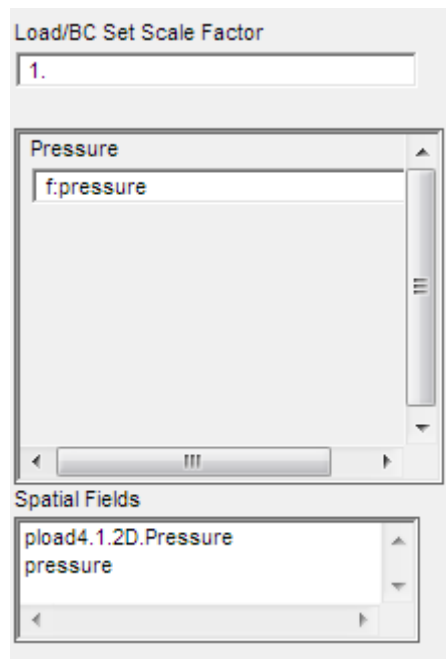 Load/BC Set Scale Factor
1.
Pressure
f:pressure
Spatial Fields
pload4.1.2D.Pressure
pressure